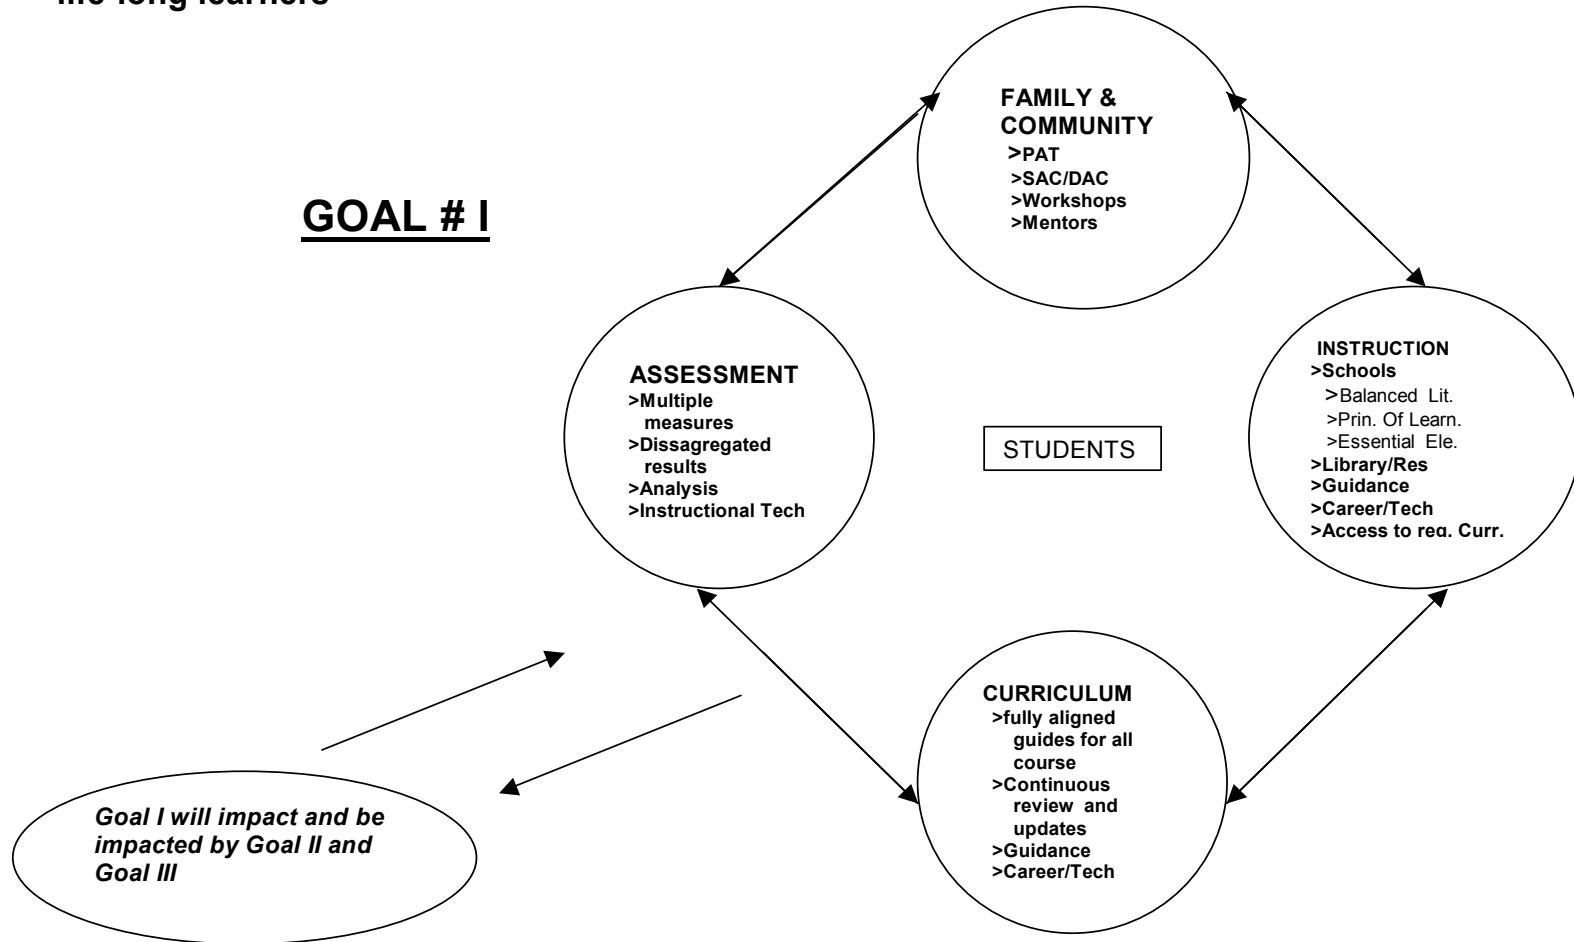 life-long learners
GOAL # I
FAMILY &
COMMUNITY
>PAT
>SAC/DAC
>Workshops
>Mentors
ASSESSMENT
>Multiple
measures
>Dissagregated
results
>Analysis
>Instructional Tech
STUDENTS
INSTRUCTION
>Schools
>Balanced Lit.
>Prin. Of Learn.
>Essential Ele.
>Library/Res
>Guidance
>Career/Tech
>Access to reg. Curr.
CURRICULUM
>fully aligned
guides for all
course
>Continuous
review and
updates
>Guidance
>Career/Tech
Goal I will impact and be
impacted by Goal II and
Goal III